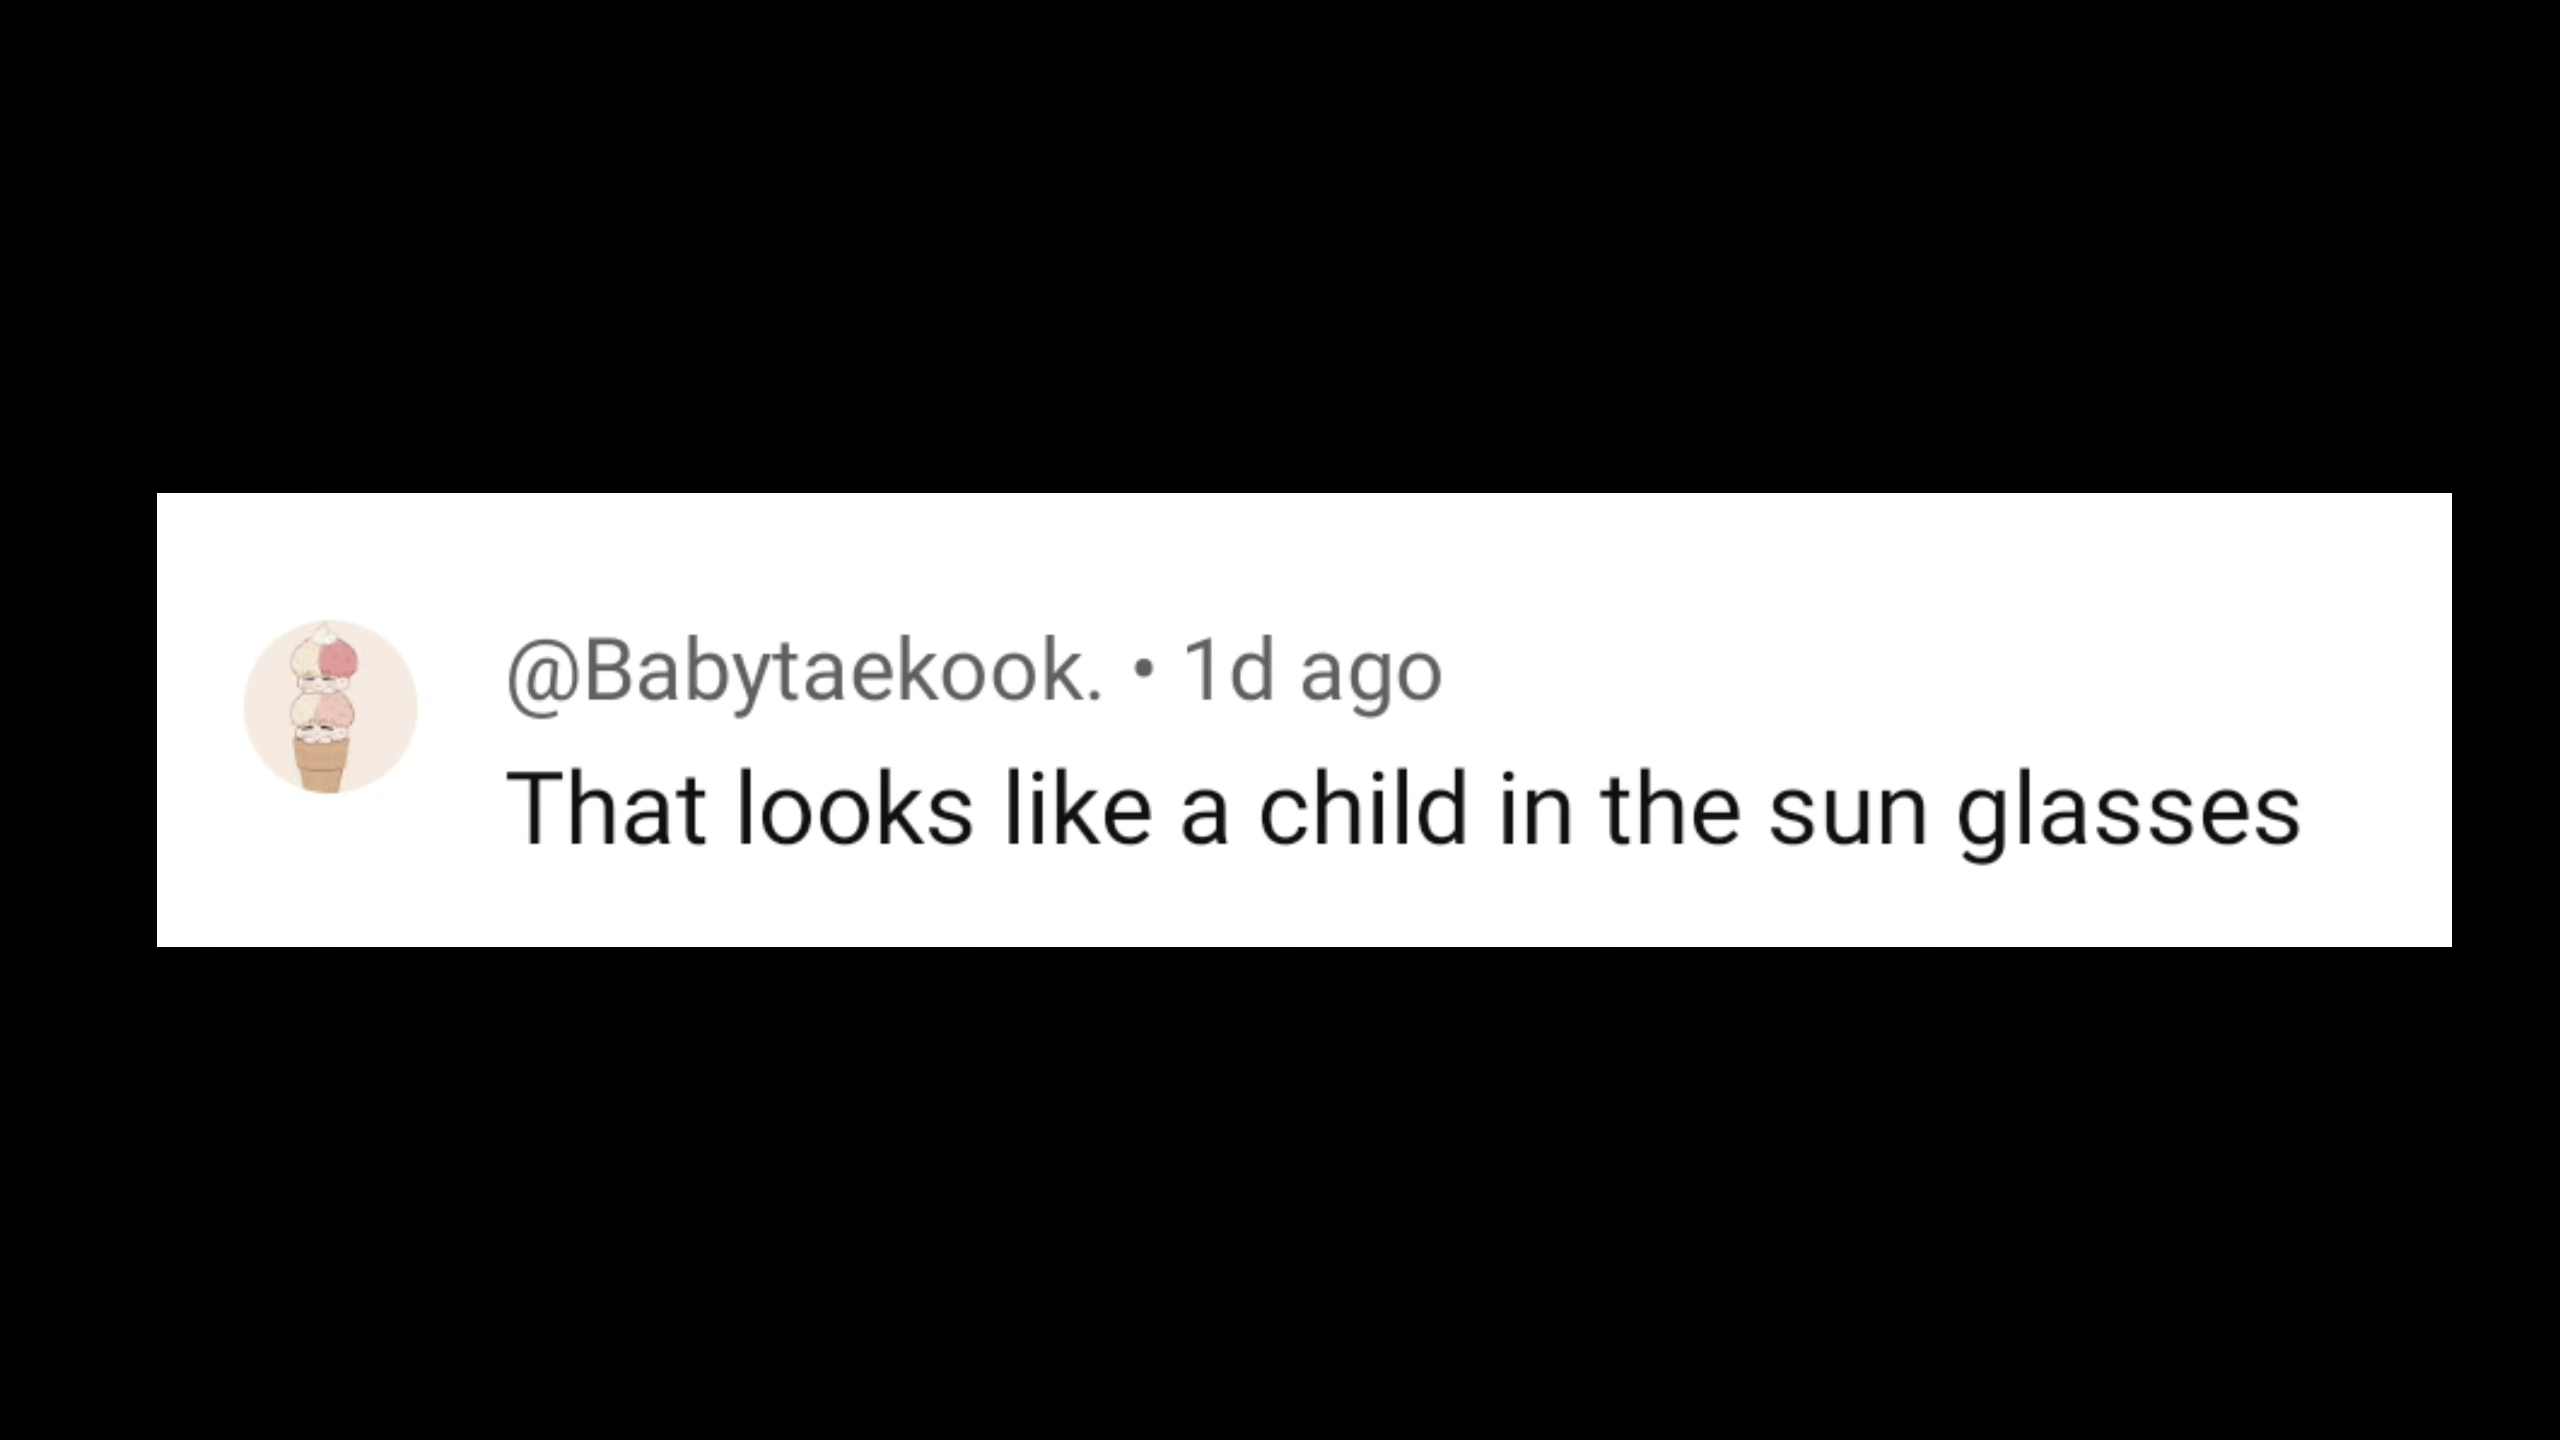 @Babytaekook. • 1d ago
That looks like a child in the sun glasses